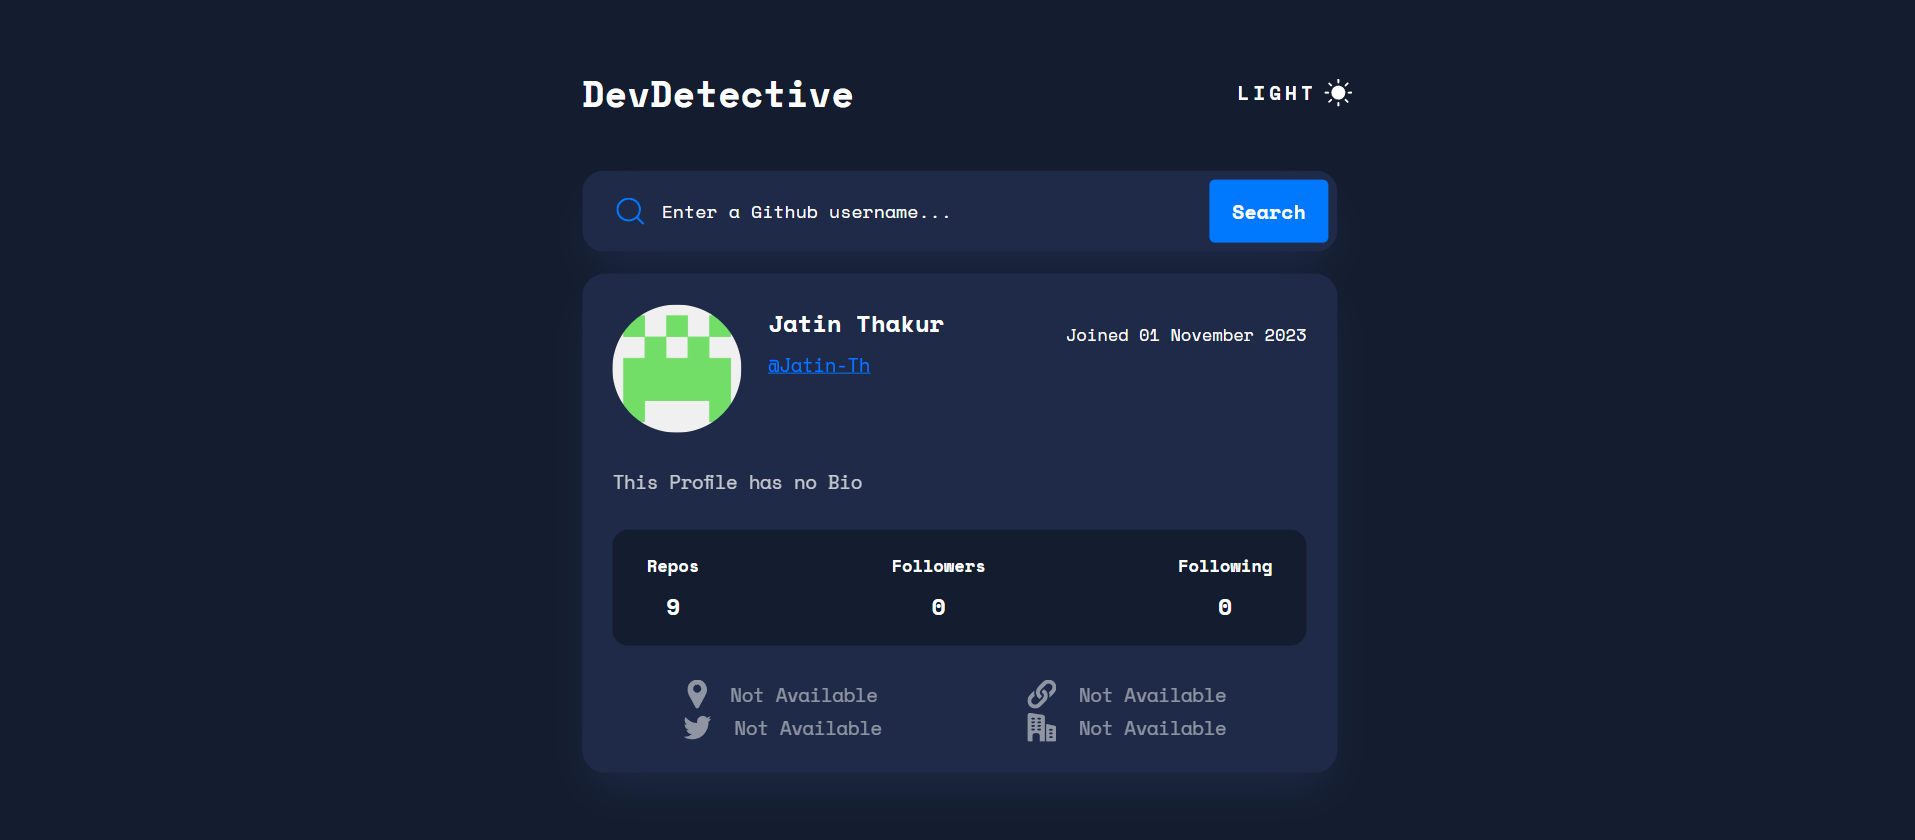 DevDetective
LIGHT
Enter a Github username...
Search
Jatin Thakur
Joined 01 November 2023
@Jatin-Th
This Profile has no Bio
Repos Followers Following
9 0 0
Not Available Not Available
Not Available Not Available